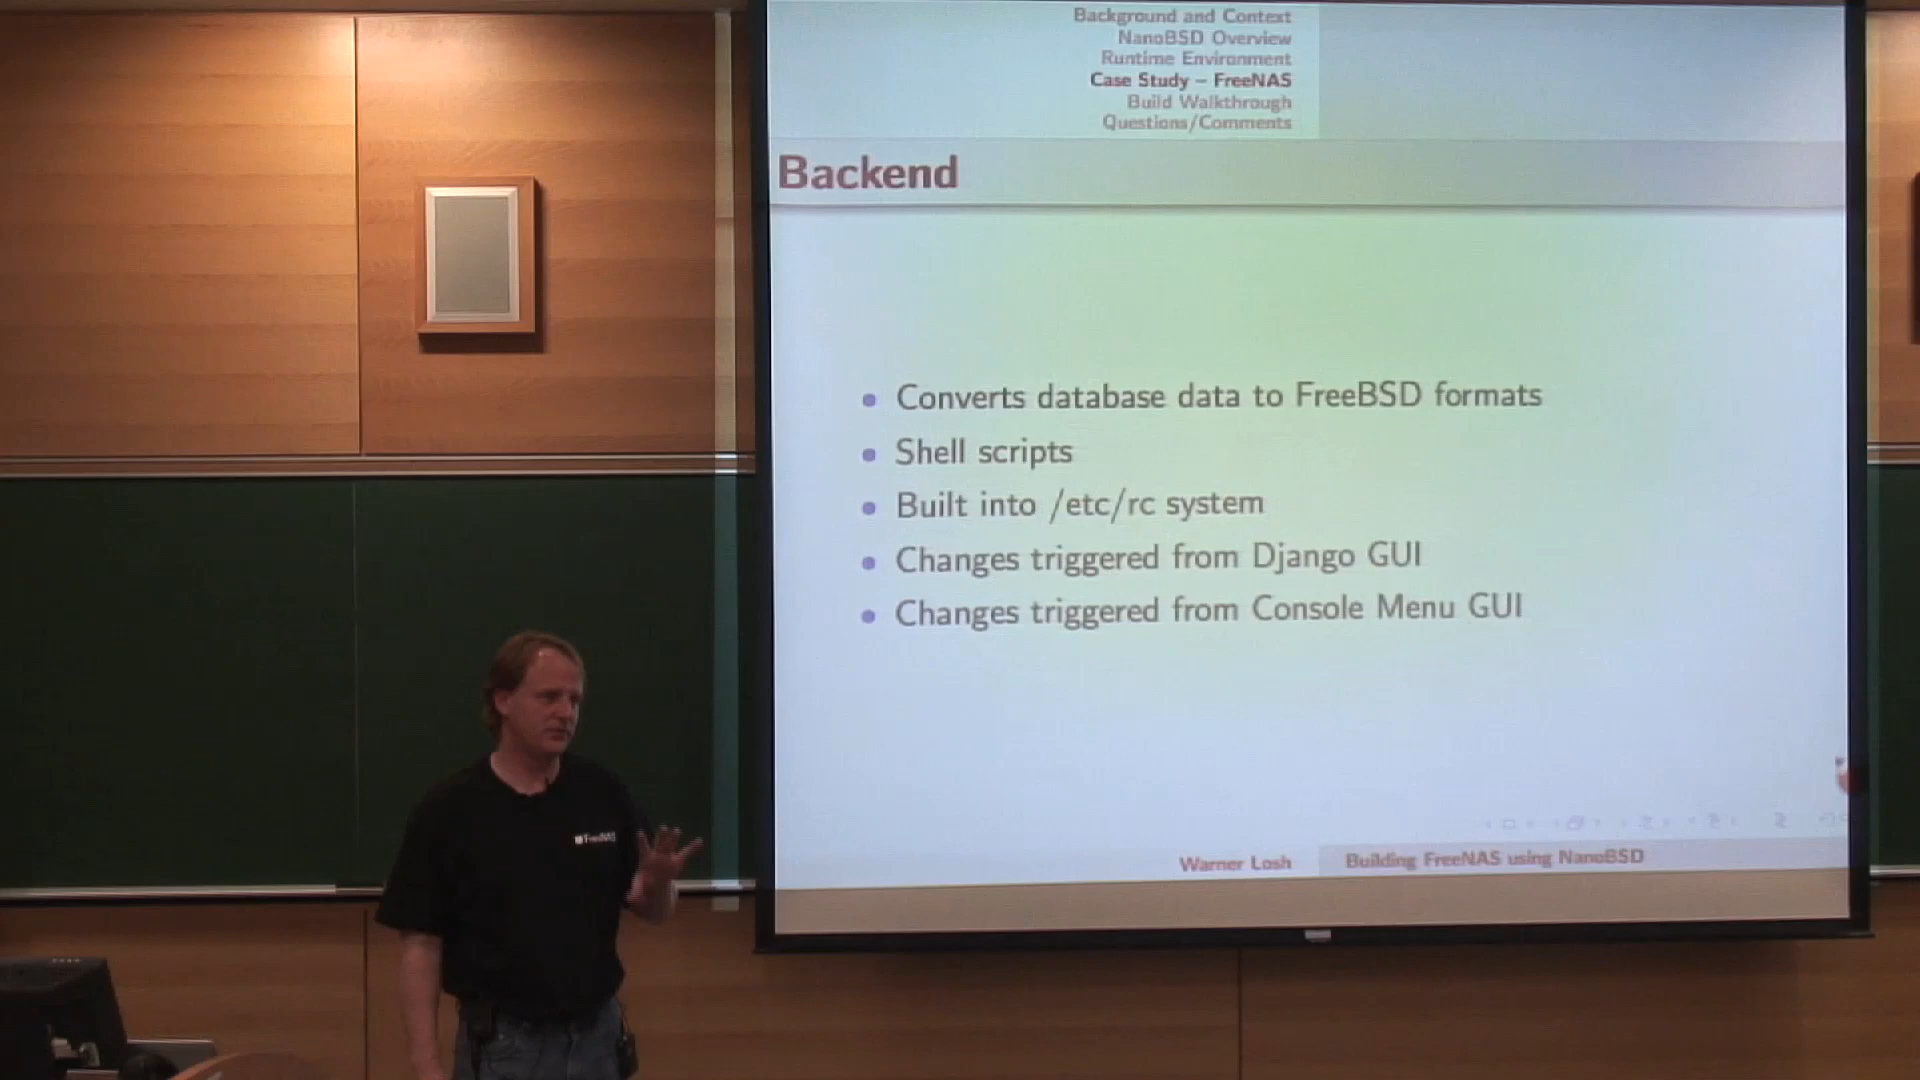 Background and Context
NanoBSD Overview
Runtime Environment
Case Study – FreeNAS
Build Walkthrough
Questions/Comments
Backend
Converts database data to FreeBSD formats
Shell scripts
Built into /etc/rc system
Changes triggered from Django GUI
Changes triggered from Console Menu GUI
FreeNAS
Warner Losh
Building FreeNAS using NanoBSD